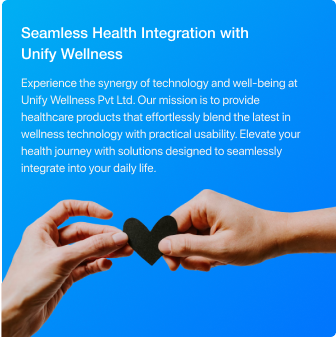 Seamless Health Integration with
Unify Wellness
Experience the synergy of technology and well-being at
Unify Wellness Pvt Ltd. Our mission is to provide
healthcare products that effortlessly blend the latest in
wellness technology with practical usability. Elevate your
health journey with solutions designed to seamlessly
integrate into your daily life.